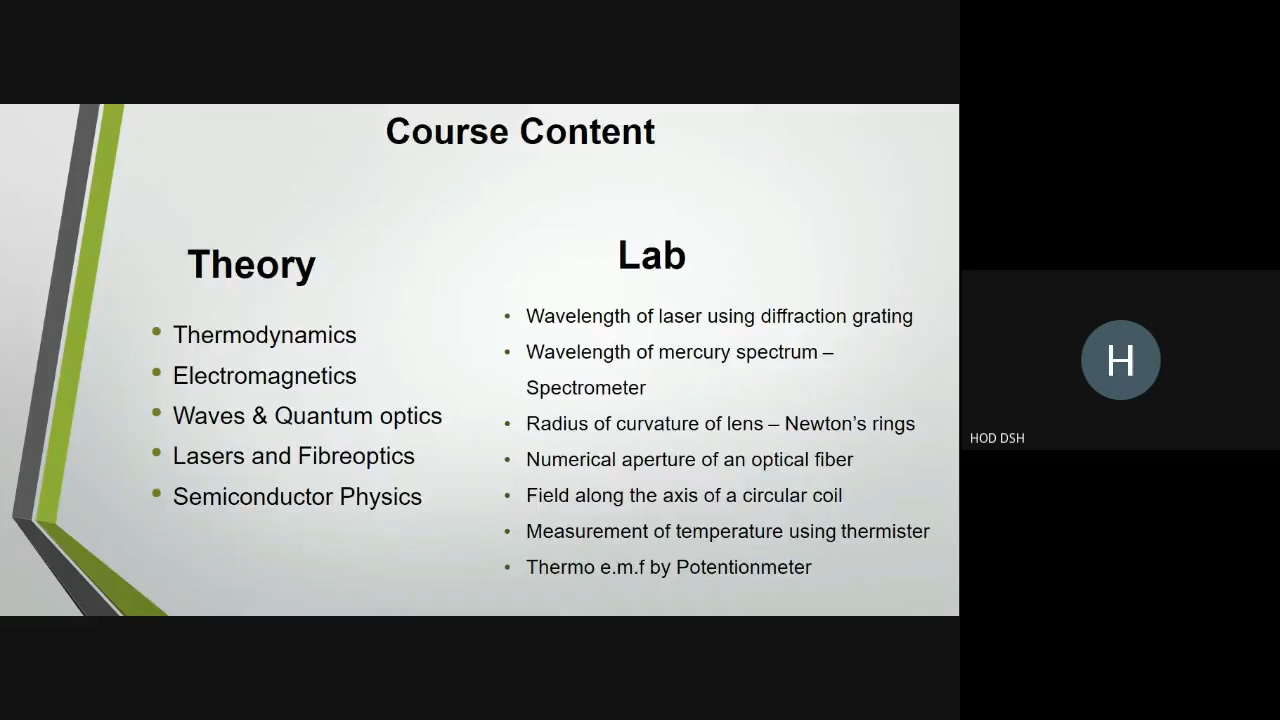 Course Content
Theory
• Thermodynamics
• Electromagnetics
• Waves & Quantum optics
• Lasers and Fibreoptics
• Semiconductor Physics
Lab
• Wavelength of laser using diffraction grating
• Wavelength of mercury spectrum –
Spectrometer
• Radius of curvature of lens – Newton’s rings
• Numerical aperture of an optical fiber
• Field along the axis of a circular coil
• Measurement of temperature using thermister
• Thermo e.m.f by Potentionmeter
H
HOD DSH